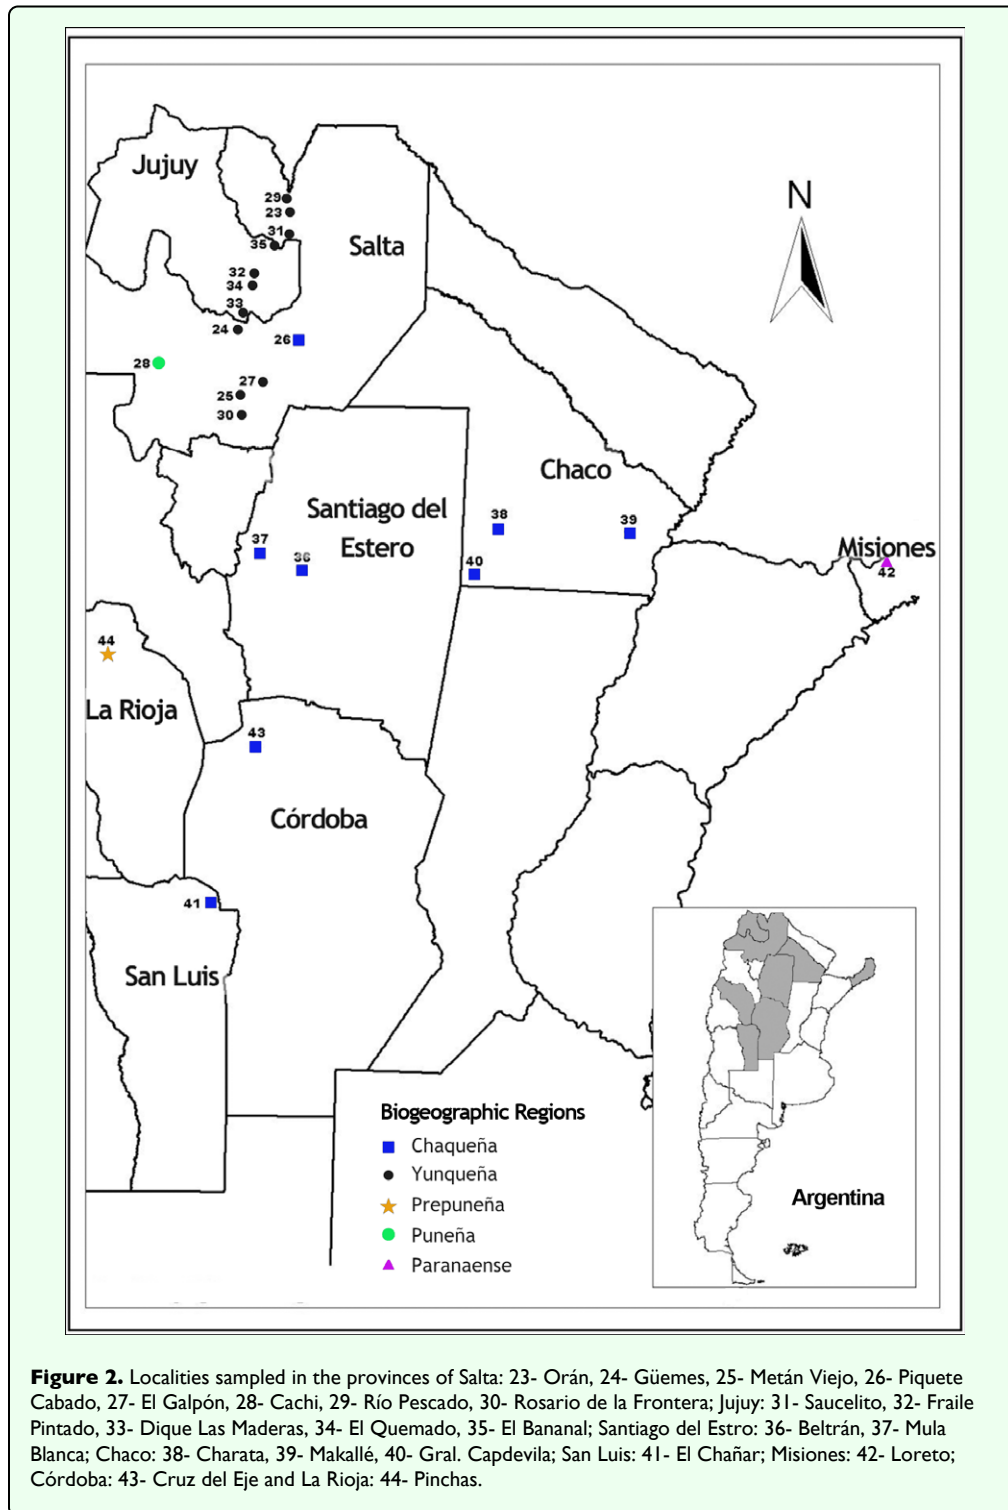 N
Jujuy
29
23
31
35
Salta
32
34
33
24
26
28
27
25
30
Chaco
Santiago del
Estero
38
39
37
36
40
Misiones
42
44
La Rioja
43
Córdoba
41
San Luis
Biogeographic Regions
Chaqueña
Yunqueña
Prepuneña
Puneña
Paranaense
Argentina
Figure 2. Localities sampled in the provinces of Salta: 23- Orán, 24- Güemes, 25- Metán Viejo, 26- Piquete
Cabado, 27- El Galpón, 28- Cachi, 29- Río Pescado, 30- Rosario de la Frontera; Jujuy: 31- Saucelito, 32- Fraile
Pintado, 33- Dique Las Maderas, 34- El Quemado, 35- El Bananal; Santiago del Estro: 36- Beltrán, 37- Mula
Blanca; Chaco: 38- Charata, 39- Makallé, 40- Gral. Capdevila; San Luis: 41- El Chañar; Misiones: 42- Loreto;
Córdoba: 43- Cruz del Eje and La Rioja: 44- Pinchas.